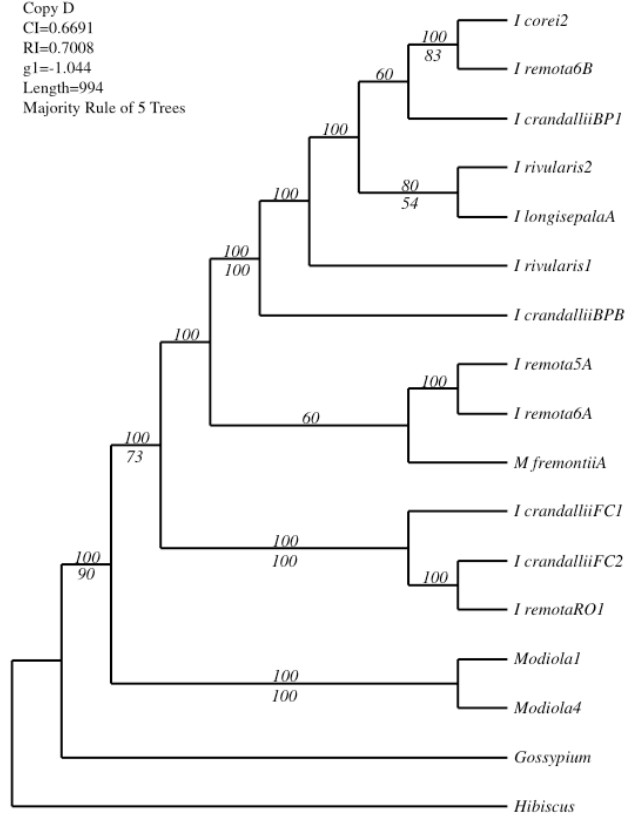 Copy D
CI=0.6691
RI=0.7008
g1=-1.044
Length=994
Majority Rule of 5 Trees
I corei2
100
83
I remota6B
60
I crandalliiBP1
100
I rivularis2
80
54
I longisepalaA
100
I rivularis1
100
100
I crandalliiBPB
100
I remota5A
100
I remota6A
60
M fremontiiA
100
73
I crandalliiFC1
100
100
I crandalliiFC2
100
I remotaRO1
100
90
Modiola1
100
100
Modiola4
Gossypium
Hibiscus